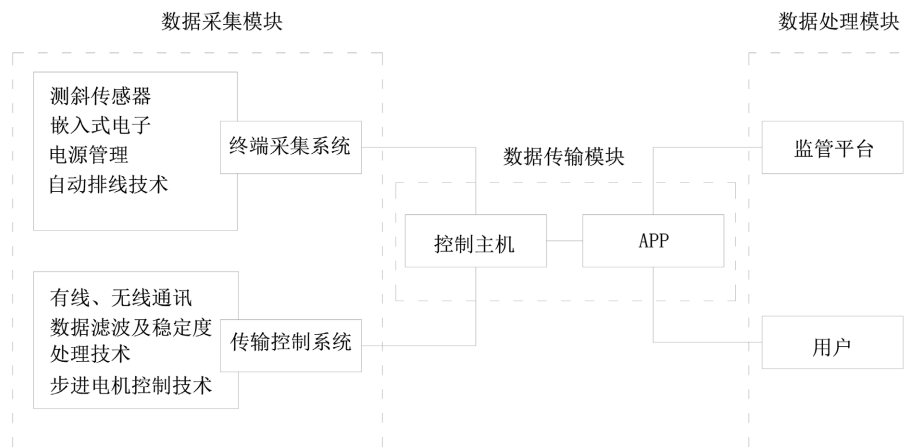 数据采集模块
测斜传感器
嵌入式电子
电源管理
自动排线技术
终端采集系统
有线、无线通讯
数据滤波及稳定度
处理技术
步进电机控制技术
传输控制系统
数据传输模块
控制主机
APP
数据处理模块
监管平台
用户